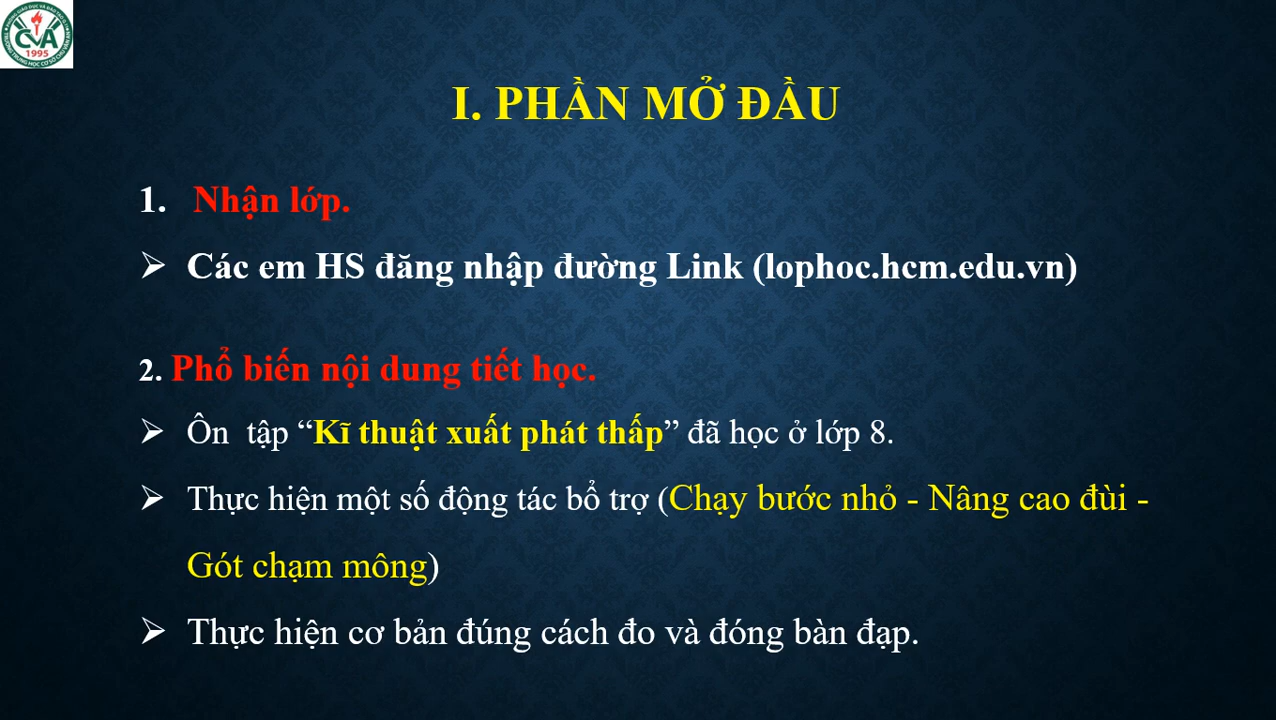 CVA
1995
I. PHẦN MỞ ĐẦU
1. Nhận lớp.
➢ Các em HS đăng nhập đường Link (lophoc.hcm.edu.vn)
2. Phổ biến nội dung tiết học.
➢ Ôn tập “Kĩ thuật xuất phát thấp” đã học ở lớp 8.
➢ Thực hiện một số động tác bổ trợ (Chạy bước nhỏ - Nâng cao đùi -
Gót chạm mông)
➢ Thực hiện cơ bản đúng cách đo và đóng bàn đạp.